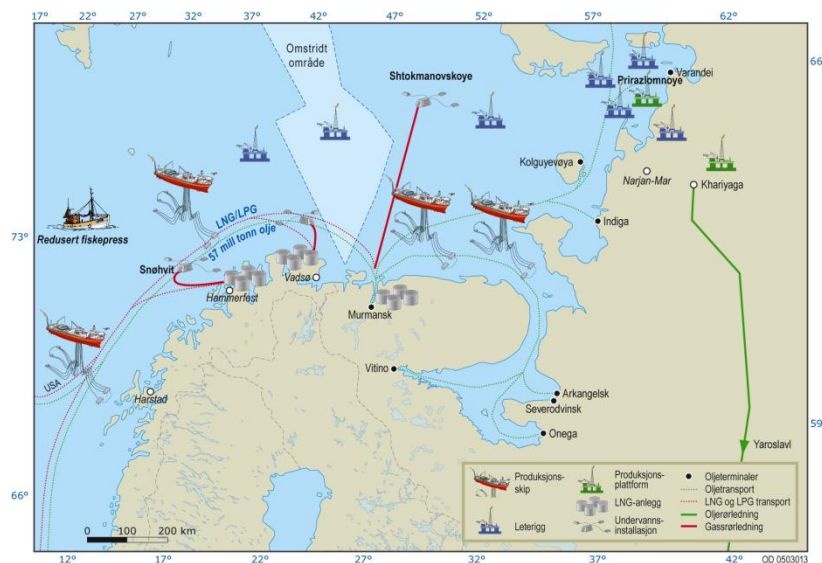 17° 22° 32° 37° 42° 47° 52° 57° 62°
66
Omstridt
område
Shtokmanovskoye
Prirazlomnoye
Varandei
Kolguyevøya
Narjan-Mar
Khariyaga
Redusert fiskepress
LNG/LPG
57 mill tonn olje
Indiga
73°
Snøhvit
Vadsø
Hammerfest
Murmansk
USA
Harstad
Vitino
Arkangelsk
Severodvinsk
Onega
59
Yaroslavl
66°
Produksjons-
skip
Leterigg
Produksjons-
plattform
LNG-anlegg
Undervanns-
installasjon
Oljeterminaler
Oljetransport
LNG og LPG transport
Oljerørledning
Gassrørledning
0 100 200 km
12° 17° 22° 27° 32° 37° 42°
OD 0503013